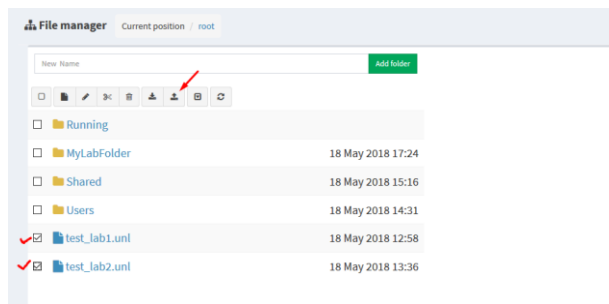 File manager Current position / root
New Name Add folder
Running
MyLabFolder 18 May 2018 17:24
Shared 18 May 2018 15:16
Users 18 May 2018 14:31
test_lab1.unl 18 May 2018 12:58
test_lab2.unl 18 May 2018 13:36